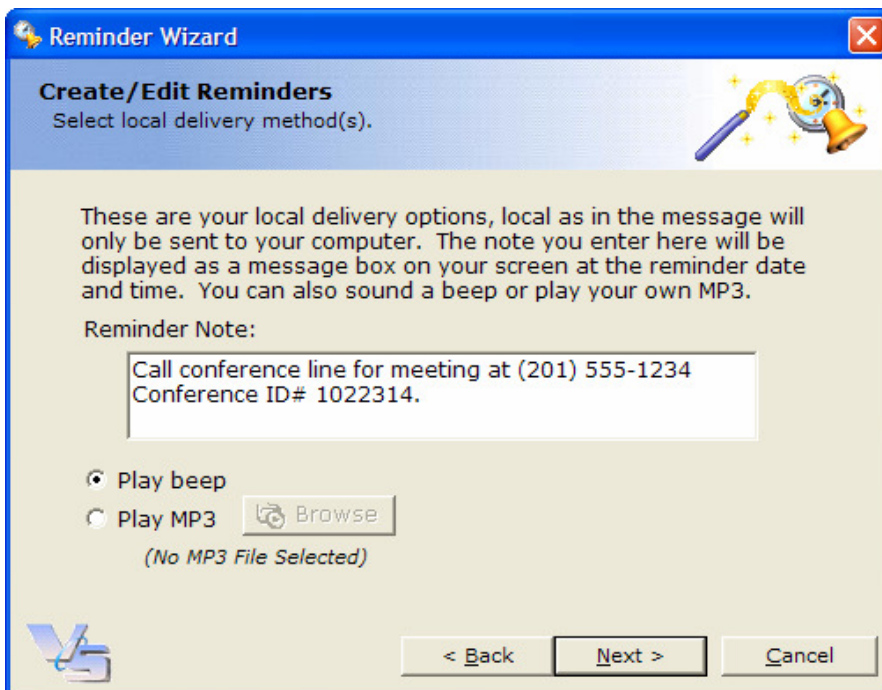 Reminder Wizard
Create/Edit Reminders
Select local delivery method(s).
These are your local delivery options, local as in the message will
only be sent to your computer.  The note you enter here will be
displayed as a message box on your screen at the reminder date
and time.  You can also sound a beep or play your own MP3.
Reminder Note:
Call conference line for meeting at (201) 555-1234
Conference ID# 1022314.
Play beep
Play MP3 Browse
(No MP3 File Selected)
VS < Back Next > Cancel